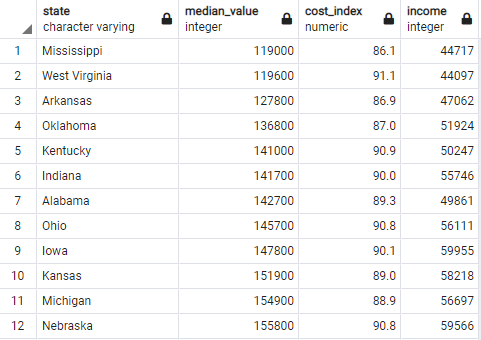 state median_value cost_index income
character varying integer numeric integer
1 Mississippi 119000 86.1 44717
2 West Virginia 119600 91.1 44097
3 Arkansas 127800 86.9 47062
4 Oklahoma 136800 87.0 51924
5 Kentucky 141000 90.9 50247
6 Indiana 141700 90.0 55746
7 Alabama 142700 89.3 49861
8 Ohio 145700 90.8 56111
9 Iowa 147800 90.1 59955
10 Kansas 151900 89.0 58218
11 Michigan 154900 88.9 56697
12 Nebraska 155800 90.8 59566